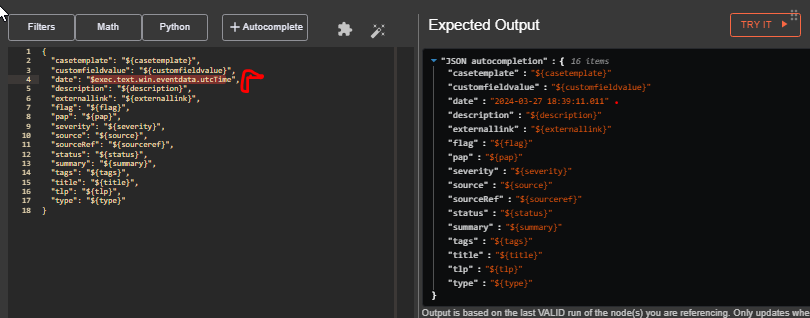 Filters
Math
Python
+ Autocomplete
Expected Output
TRY IT
1 {
2 "casetemplate": "${casetemplate}",
3 "customfieldvalue": "${customfieldvalue}",
4 "date": "$exec.text.win.eventdata.utcTime",
5 "description": "${description}",
6 "externallink": "${externallink}",
7 "flag": "${flag}",
8 "pap": "${pap}",
9 "severity": "${severity}",
10 "source": "${source}",
11 "sourceRef": "${sourceref}",
12 "status": "${status}",
13 "summary": "${summary}",
14 "tags": "${tags}",
15 "title": "${title}",
16 "tlp": "${tlp}",
17 "type": "${type}"
18 }
"JSON autocompletion" : { 16 items
"casetemplate" : "${casetemplate}"
"customfieldvalue" : "${customfieldvalue}"
"date" : "2024-03-27 18:39:11.011"
"description" : "${description}"
"externallink" : "${externallink}"
"flag" : "${flag}"
"pap" : "${pap}"
"severity" : "${severity}"
"source" : "${source}"
"sourceRef" : "${sourceref}"
"status" : "${status}"
"summary" : "${summary}"
"tags" : "${tags}"
"title" : "${title}"
"tlp" : "${tlp}"
"type" : "${type}"
}
Output is based on the last VALID run of the node(s) you are referencing. Only updates whe